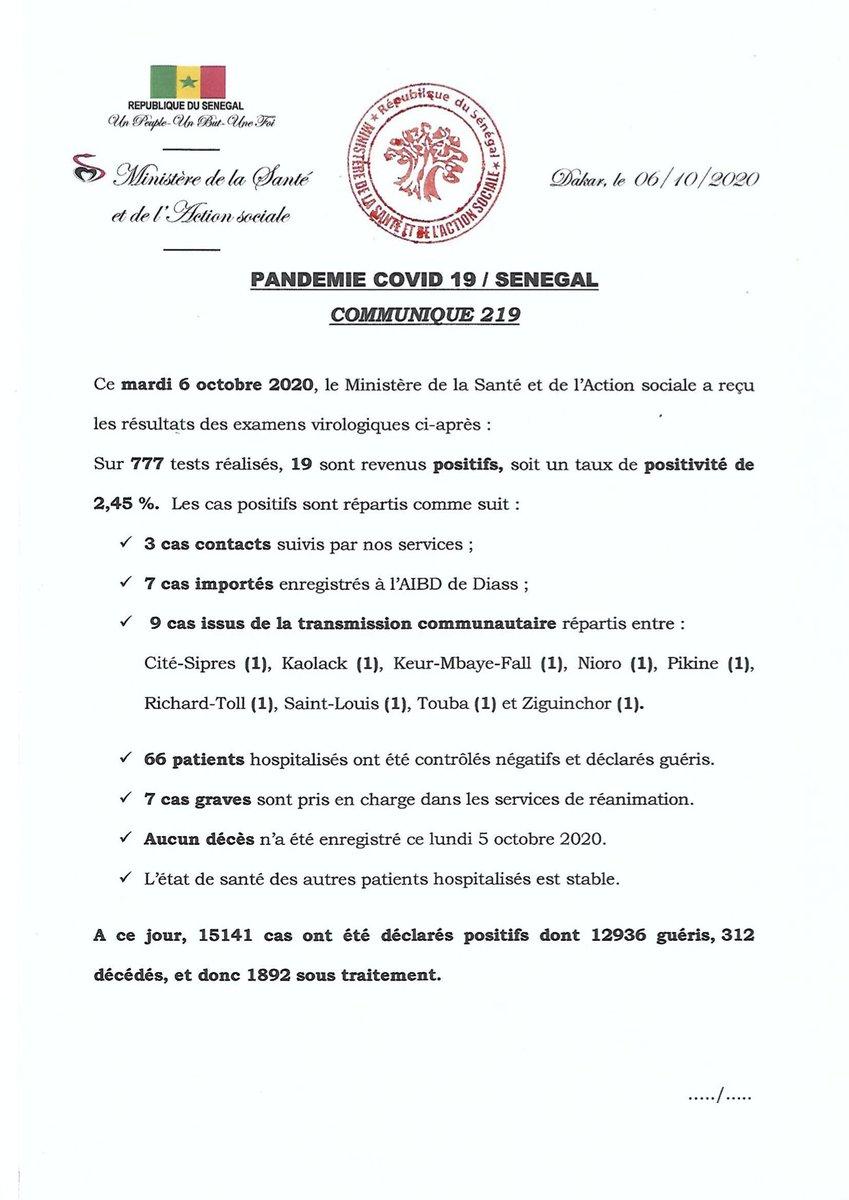 REPUBLIQUE DU SENEGAL
Un Peuple-Un But-Une Foi
Ministère de la Santé
et de l'Action sociale
★ République du Sénégal ★
MINISTÈRE DE LA SANTÉ ET DE L'ACTION SOCIALE
Dakar, le 06/10/2020
PANDEMIE COVID 19 / SENEGAL
COMMUNIQUE 219
Ce mardi 6 octobre 2020, le Ministère de la Santé et de l'Action sociale a reçu
les résultats des examens virologiques ci-après :
Sur 777 tests réalisés, 19 sont revenus positifs, soit un taux de positivité de
2,45 %. Les cas positifs sont répartis comme suit :
✓ 3 cas contacts suivis par nos services ;
✓ 7 cas importés enregistrés à l'AIBD de Diass ;
✓ 9 cas issus de la transmission communautaire répartis entre :
Cité-Sipres (1), Kaolack (1), Keur-Mbaye-Fall (1), Nioro (1), Pikine (1),
Richard-Toll (1), Saint-Louis (1), Touba (1) et Ziguinchor (1).
✓ 66 patients hospitalisés ont été contrôlés négatifs et déclarés guéris.
✓ 7 cas graves sont pris en charge dans les services de réanimation.
✓ Aucun décès n'a été enregistré ce lundi 5 octobre 2020.
✓ L'état de santé des autres patients hospitalisés est stable.
A ce jour, 15141 cas ont été déclarés positifs dont 12936 guéris, 312
décédés, et donc 1892 sous traitement.
...../.....